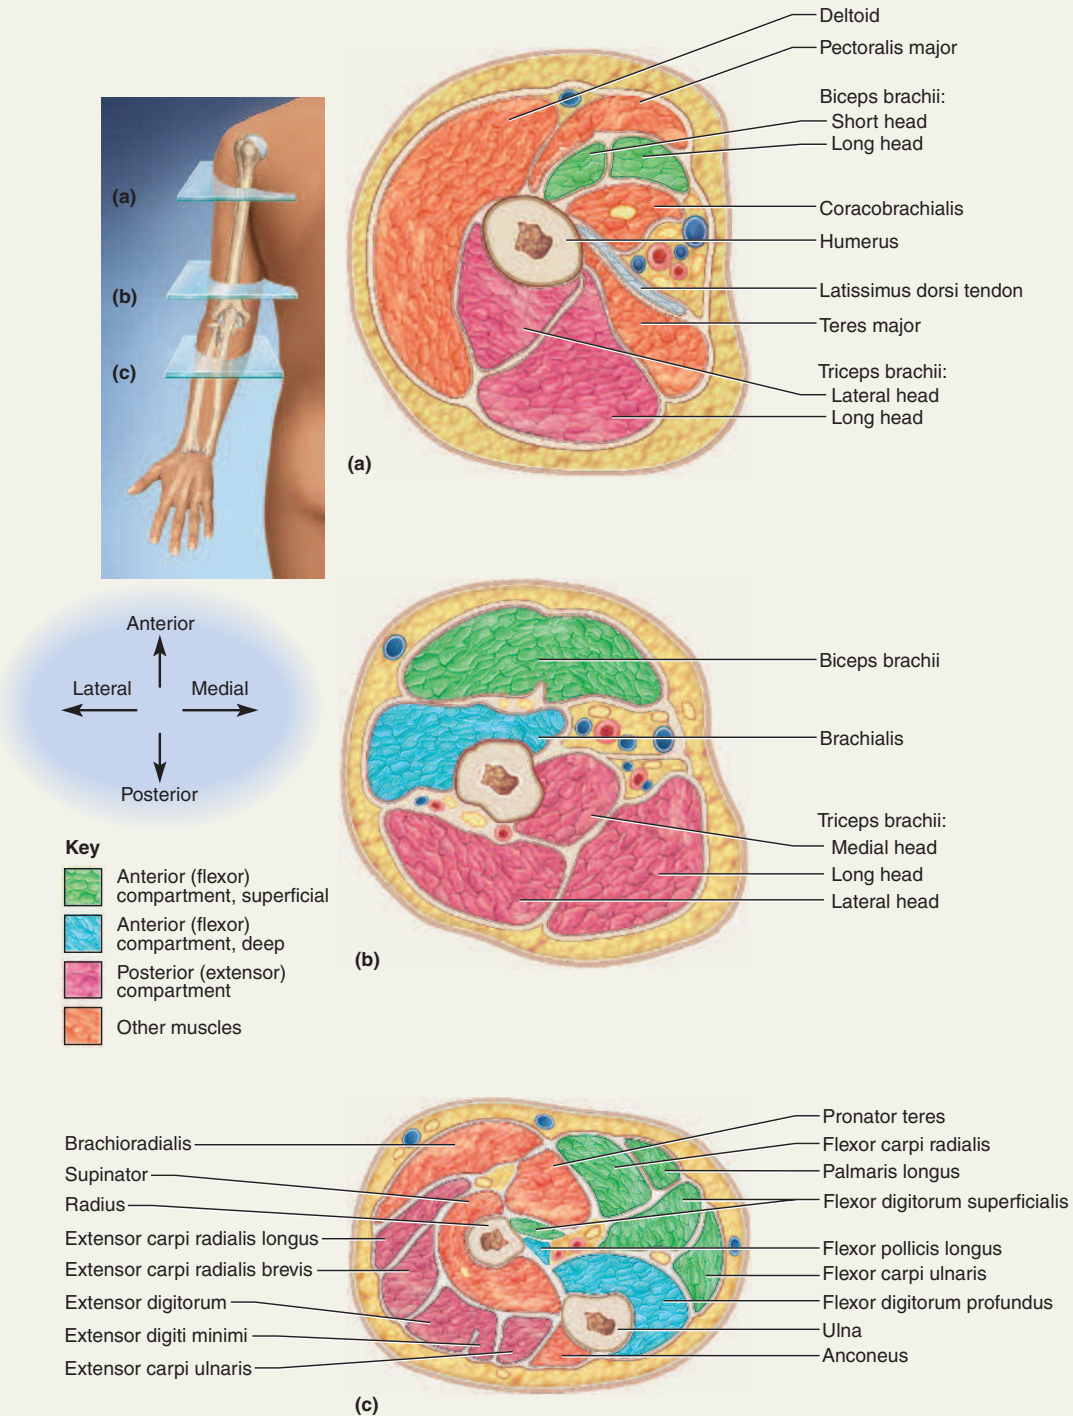 Deltoid
Pectoralis major
Biceps brachii:
Short head
Long head
Coracobrachialis
Humerus
Latissimus dorsi tendon
Teres major
Triceps brachii:
Lateral head
Long head
(a)
(b)
(c)
(a)
Anterior
Lateral Medial
Posterior
Biceps brachii
Brachialis
Triceps brachii:
Medial head
Long head
Lateral head
(b)
Key
Anterior (flexor)
compartment, superficial
Anterior (flexor)
compartment, deep
Posterior (extensor)
compartment
Other muscles
Brachioradialis
Supinator
Radius
Extensor carpi radialis longus
Extensor carpi radialis brevis
Extensor digitorum
Extensor digiti minimi
Extensor carpi ulnaris
Pronator teres
Flexor carpi radialis
Palmaris longus
Flexor digitorum superficialis
Flexor pollicis longus
Flexor carpi ulnaris
Flexor digitorum profundus
Ulna
Anconeus
(c)